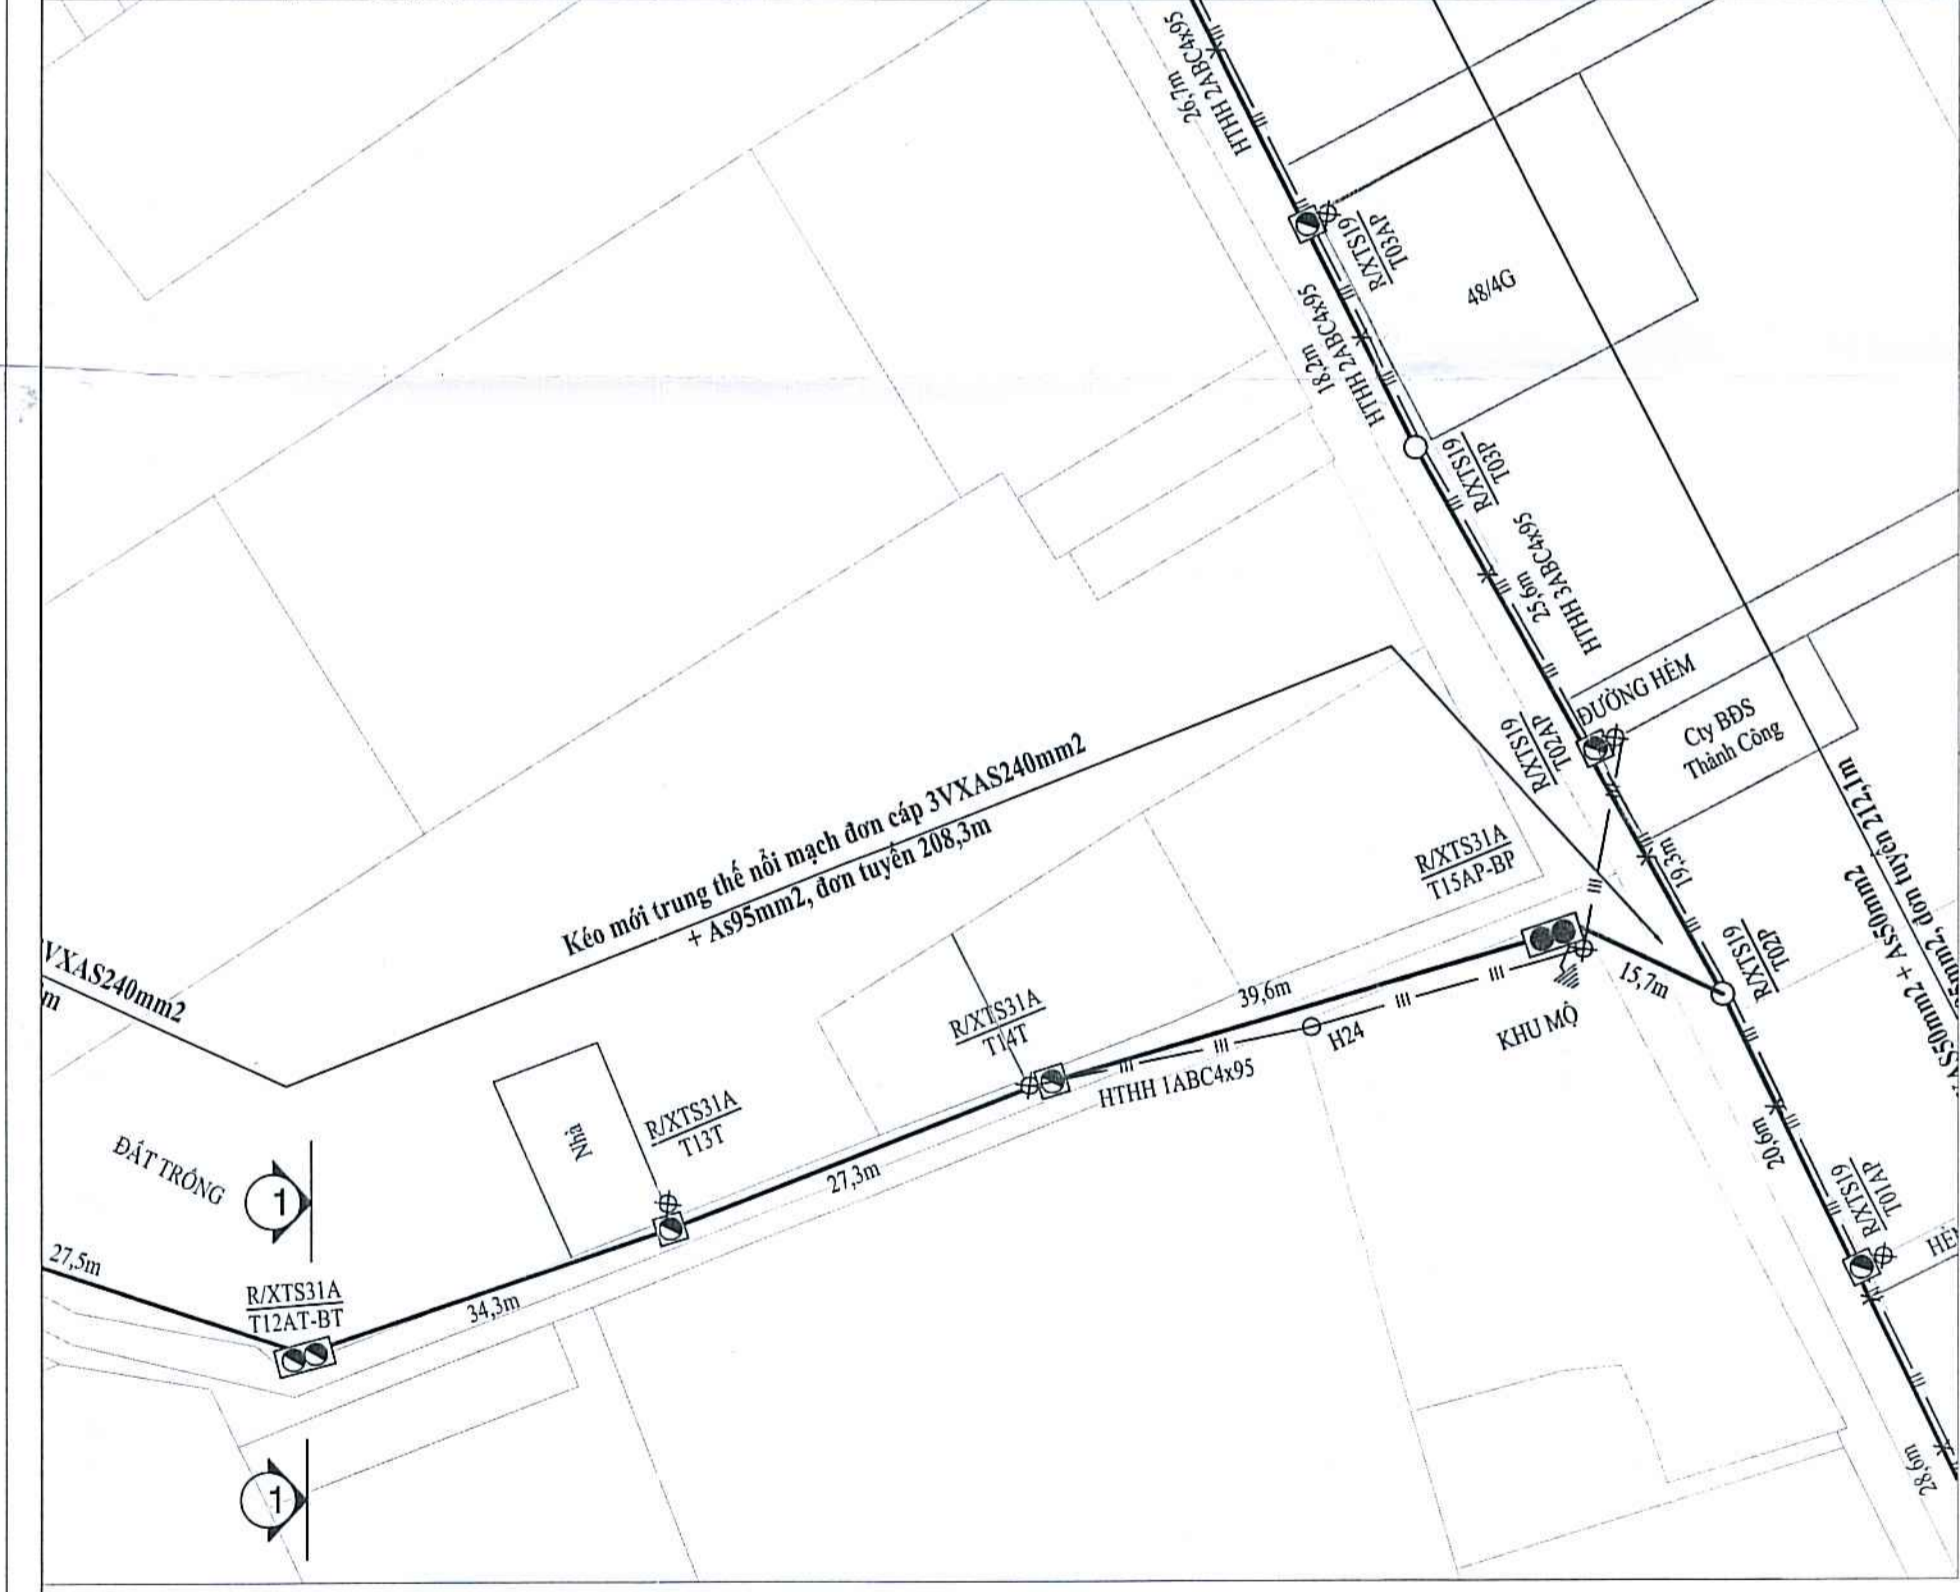 26,7m
HTHH 2ABC4x95
R/XTS19
T03AP
48/4G
18,2m
HTHH 2ABC4x95
R/XTS19
T03P
25,6m
HTHH 3ABC4x95
ĐƯỜNG HẺM
R/XTS19
T02AP
Cty BĐS
Thành Công
Kéo mới trung thế nổi mạch đơn cáp 3VXAS240mm2
+ As95mm2, đơn tuyến 208,3m
R/XTS31A
T15AP-BP
19,3m
R/XTS19
T02P
15,7m
VXAS240mm2
m
39,6m
R/XTS31A
T14T
H24
KHU MỘ
HTHH 1ABC4x95
R/XTS31A
T13T
Nhà
27,3m
ĐẤT TRỐNG
1
27,5m
R/XTS31A
T12AT-BT
34,3m
1
20,6m
R/XTS19
T01AP
28,6m
mm2, đơn tuyến 212,1m
AS50mm2 + As50mm2